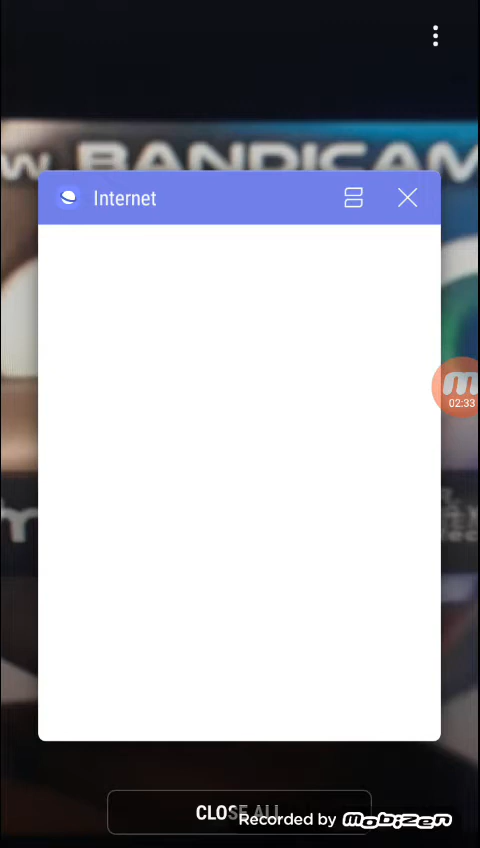 W BANDICAM
Internet
02:33
CLOSE ALL
Recorded by mobizen